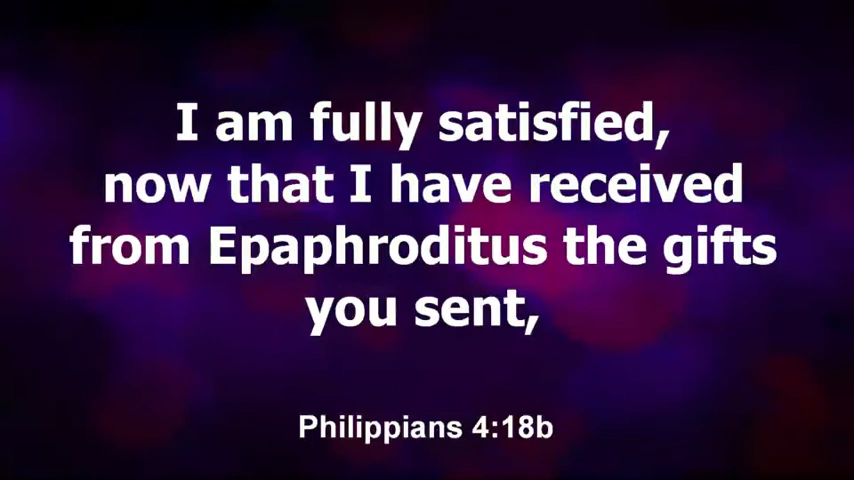 I am fully satisfied,
now that I have received
from Epaphroditus the gifts
you sent,
Philippians 4:18b